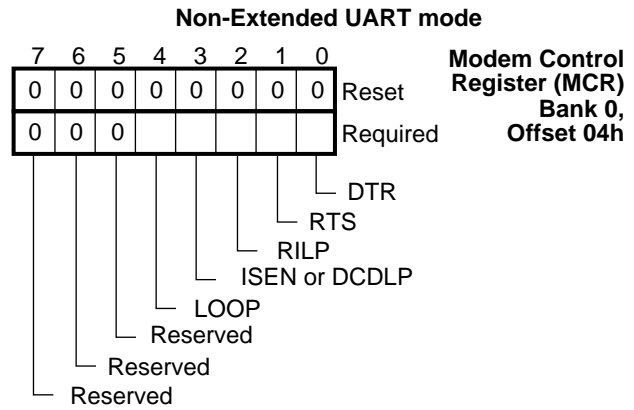 Non-Extended UART mode
7 6 5 4 3 2 1 0
Modem Control
Register (MCR)
Bank 0,
Offset 04h
0 0 0 0 0 0 0 0 Reset
0 0 0 Required
DTR
RTS
RILP
ISEN or DCDLP
LOOP
Reserved
Reserved
Reserved